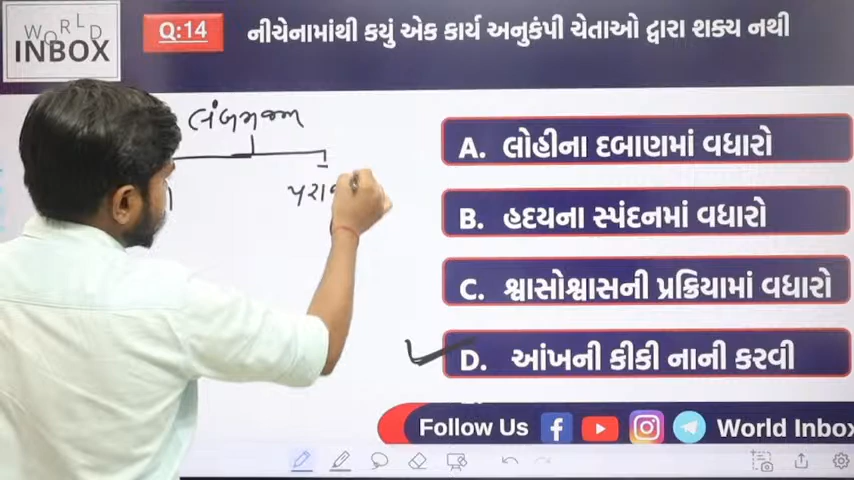 WORLD
INBOX
Q:14
નીચેનામાંથી કયું એક કાર્ય અનુકંપી ચેતાઓ દ્વારા શક્ય નથી
લંબમજ્જા
A. લોહીના દબાણમાં વધારો
B. હૃદયના સ્પંદનમાં વધારો
C. શ્વાસોશ્વાસની પ્રક્રિયામાં વધારો
D. આંખની કીકી નાની કરવી
Follow Us
World Inbox